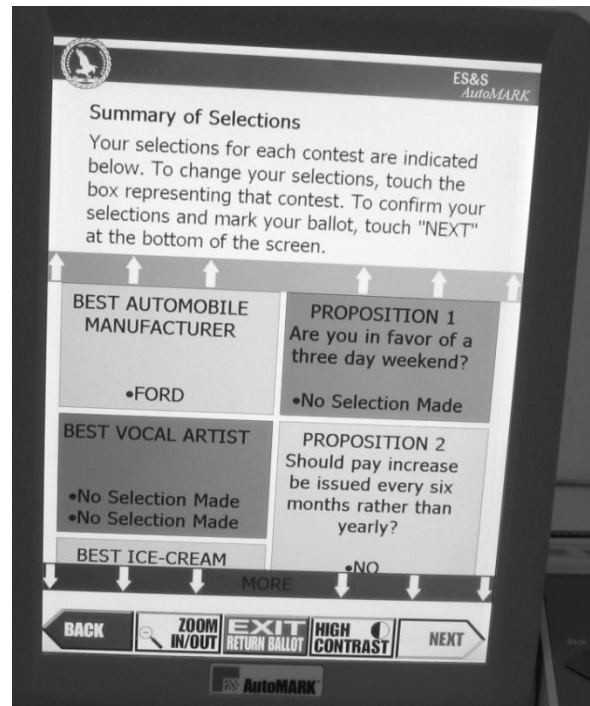 ES&S
AutoMARK
Summary of Selections
Your selections for each contest are indicated
below. To change your selections, touch the
box representing that contest. To confirm your
selections and mark your ballot, touch "NEXT"
at the bottom of the screen.
BEST AUTOMOBILE
MANUFACTURER
•FORD
PROPOSITION 1
Are you in favor of a
three day weekend?
•No Selection Made
BEST VOCAL ARTIST
•No Selection Made
•No Selection Made
PROPOSITION 2
Should pay increase
be issued every six
months rather than
yearly?
•NO
BEST ICE-CREAM
MORE
BACK
ZOOM
IN/OUT
EXIT
RETURN BALLOT
HIGH
CONTRAST
NEXT
AutoMARK
Back